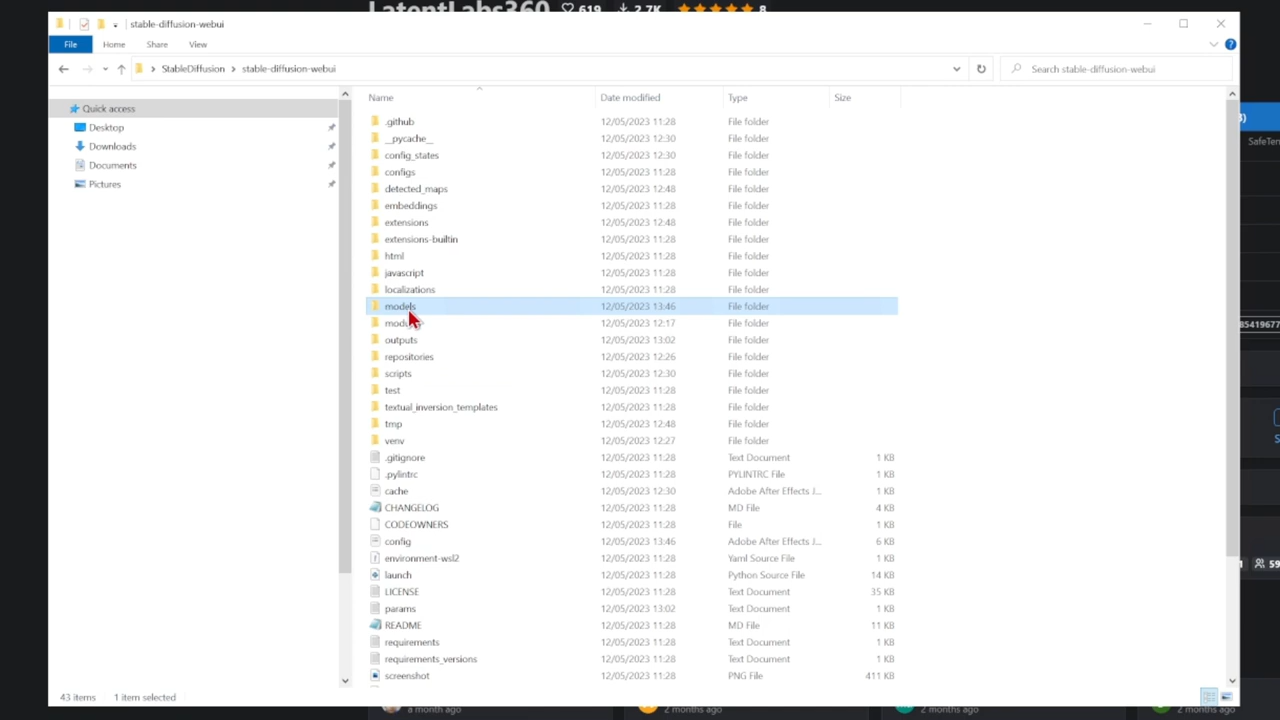 LatentLabs360 619 2.7K 8
stable-diffusion-webui
File Home Share View
StableDiffusion stable-diffusion-webui Search stable-diffusion-webui
Quick access
Desktop
Downloads
Documents
Pictures
Name Date modified Type Size
.github 12/05/2023 11:28 File folder
__pycache__ 12/05/2023 12:30 File folder
config_states 12/05/2023 12:30 File folder
configs 12/05/2023 11:28 File folder
detected_maps 12/05/2023 12:48 File folder
embeddings 12/05/2023 11:28 File folder
extensions 12/05/2023 12:48 File folder
extensions-builtin 12/05/2023 11:28 File folder
html 12/05/2023 11:28 File folder
javascript 12/05/2023 11:28 File folder
localizations 12/05/2023 11:28 File folder
models 12/05/2023 13:46 File folder
12/05/2023 12:17 File folder
outputs 12/05/2023 13:02 File folder
repositories 12/05/2023 12:26 File folder
scripts 12/05/2023 12:30 File folder
test 12/05/2023 11:28 File folder
textual_inversion_templates 12/05/2023 11:28 File folder
tmp 12/05/2023 12:48 File folder
venv 12/05/2023 12:27 File folder
.gitignore 12/05/2023 11:28 Text Document 1 KB
.pylintrc 12/05/2023 11:28 PYLINTRC File 1 KB
cache 12/05/2023 12:30 Adobe After Effects J... 1 KB
CHANGELOG 12/05/2023 11:28 MD File 4 KB
CODEOWNERS 12/05/2023 11:28 File 1 KB
config 12/05/2023 13:46 Adobe After Effects J... 6 KB
environment-wsl2 12/05/2023 11:28 Yaml Source File 1 KB
launch 12/05/2023 11:28 Python Source File 14 KB
LICENSE 12/05/2023 11:28 Text Document 35 KB
params 12/05/2023 13:02 Text Document 1 KB
README 12/05/2023 11:28 MD File 11 KB
requirements 12/05/2023 11:28 Text Document 1 KB
requirements_versions 12/05/2023 11:28 Text Document 1 KB
screenshot 12/05/2023 11:28 PNG File 411 KB
43 items 1 item selected
SafeTen
85419677
59
a month ago 2 months ago 2 months ago 2 months ago